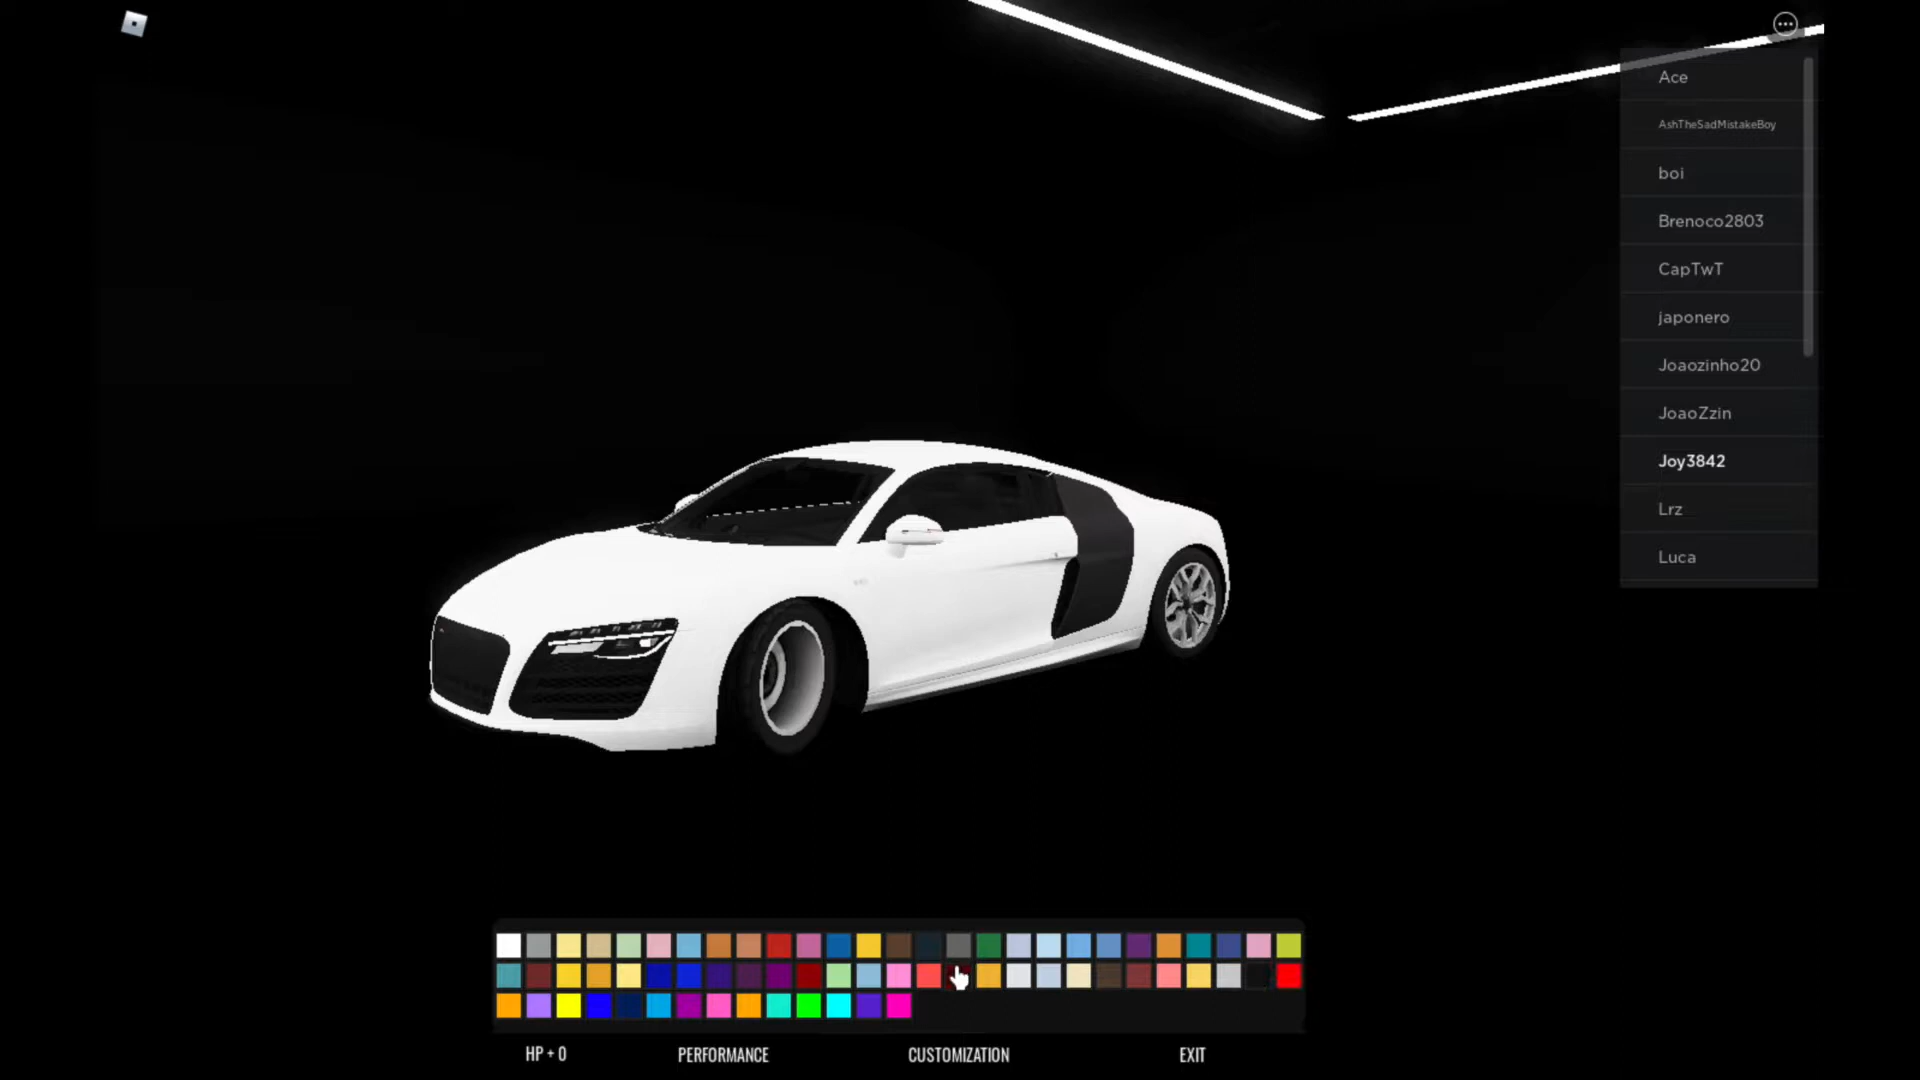 Ace
AshTheSadMistakeBoy
boi
Brenoco2803
CapTwT
japonero
Joaozinho20
JoaoZzin
Joy3842
Lrz
Luca
HP + 0
PERFORMANCE
CUSTOMIZATION
EXIT